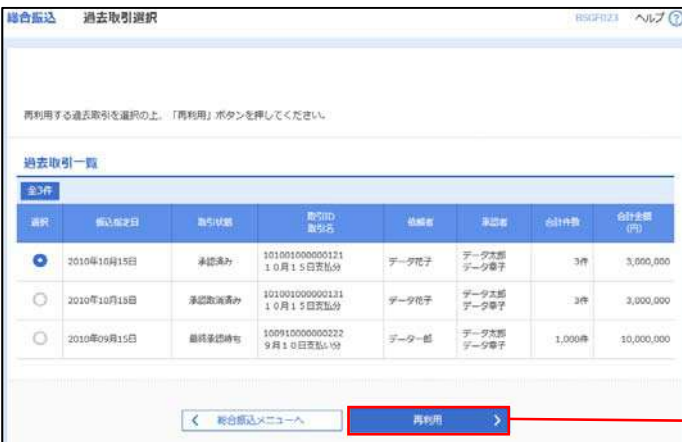 総合振込 過去取引選択 BSGF023 ヘルプ ?
再利用する過去取引を選択の上、「再利用」ボタンを押してください。
過去取引一覧
全3件
選択 振込指定日 取引状態 取引ID 依頼者 承認者 合計件数 合計金額
取引名 (円)
2010年10月15日 承認済み 101001000000121 データ花子 データ太郎 3件 3,000,000
10月15日支払分 データ章子
2010年10月15日 承認取消済み 101001000000131 データ花子 データ太郎 3件 3,000,000
10月15日支払分 データ章子
2010年09月15日 最終承認待ち 100910000000222 データ一郎 データ太郎 1,000件 10,000,000
9月10日支払い分 データ章子
総合振込メニューへ 再利用